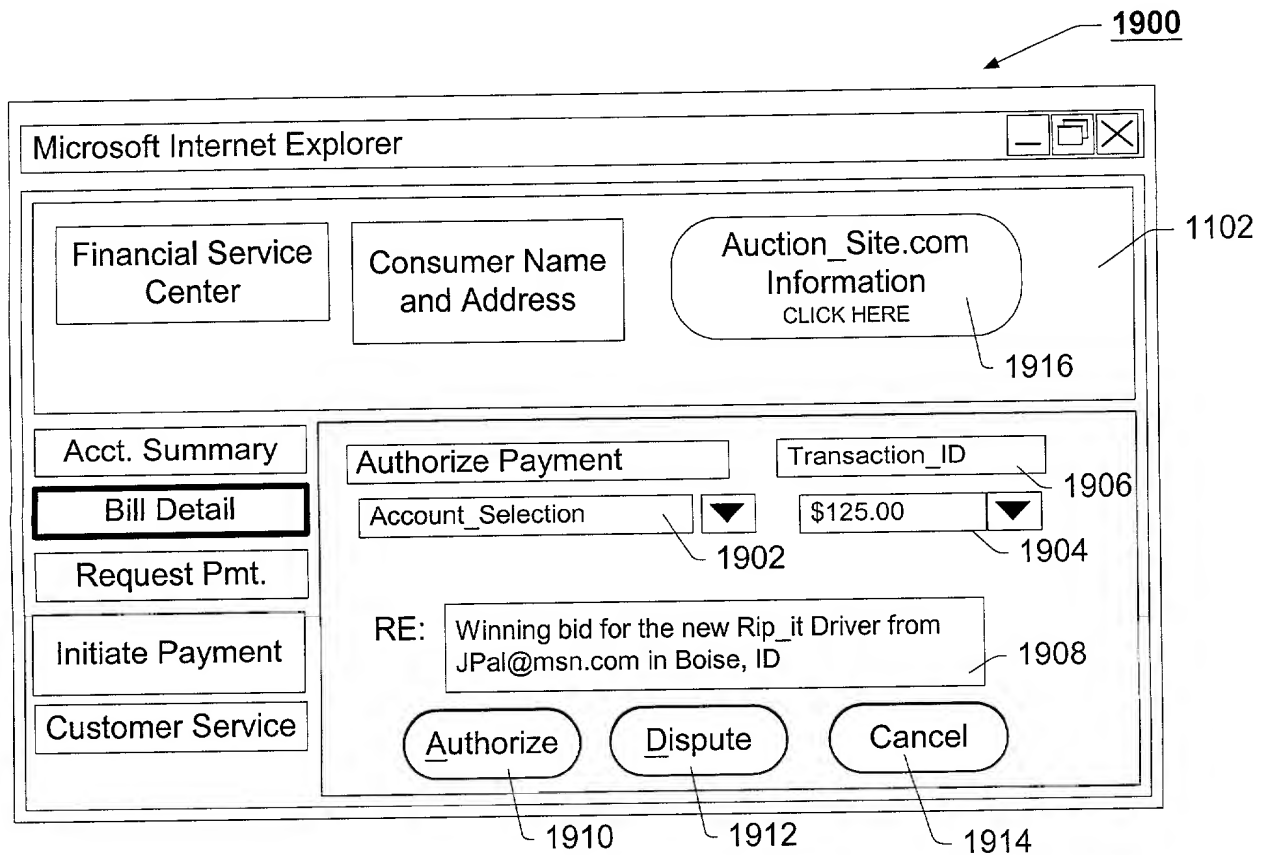 1900
Microsoft Internet Explorer
Financial Service
Center
Consumer Name
and Address
Auction_Site.com
Information
CLICK HERE
1102
1916
Acct. Summary
Bill Detail
Request Pmt.
Initiate Payment
Customer Service
Authorize Payment
Transaction_ID
1906
Account_Selection
$125.00
1902
1904
RE:
Winning bid for the new Rip_it Driver from
JPal@msn.com in Boise, ID
1908
Authorize
Dispute
Cancel
1910
1912
1914